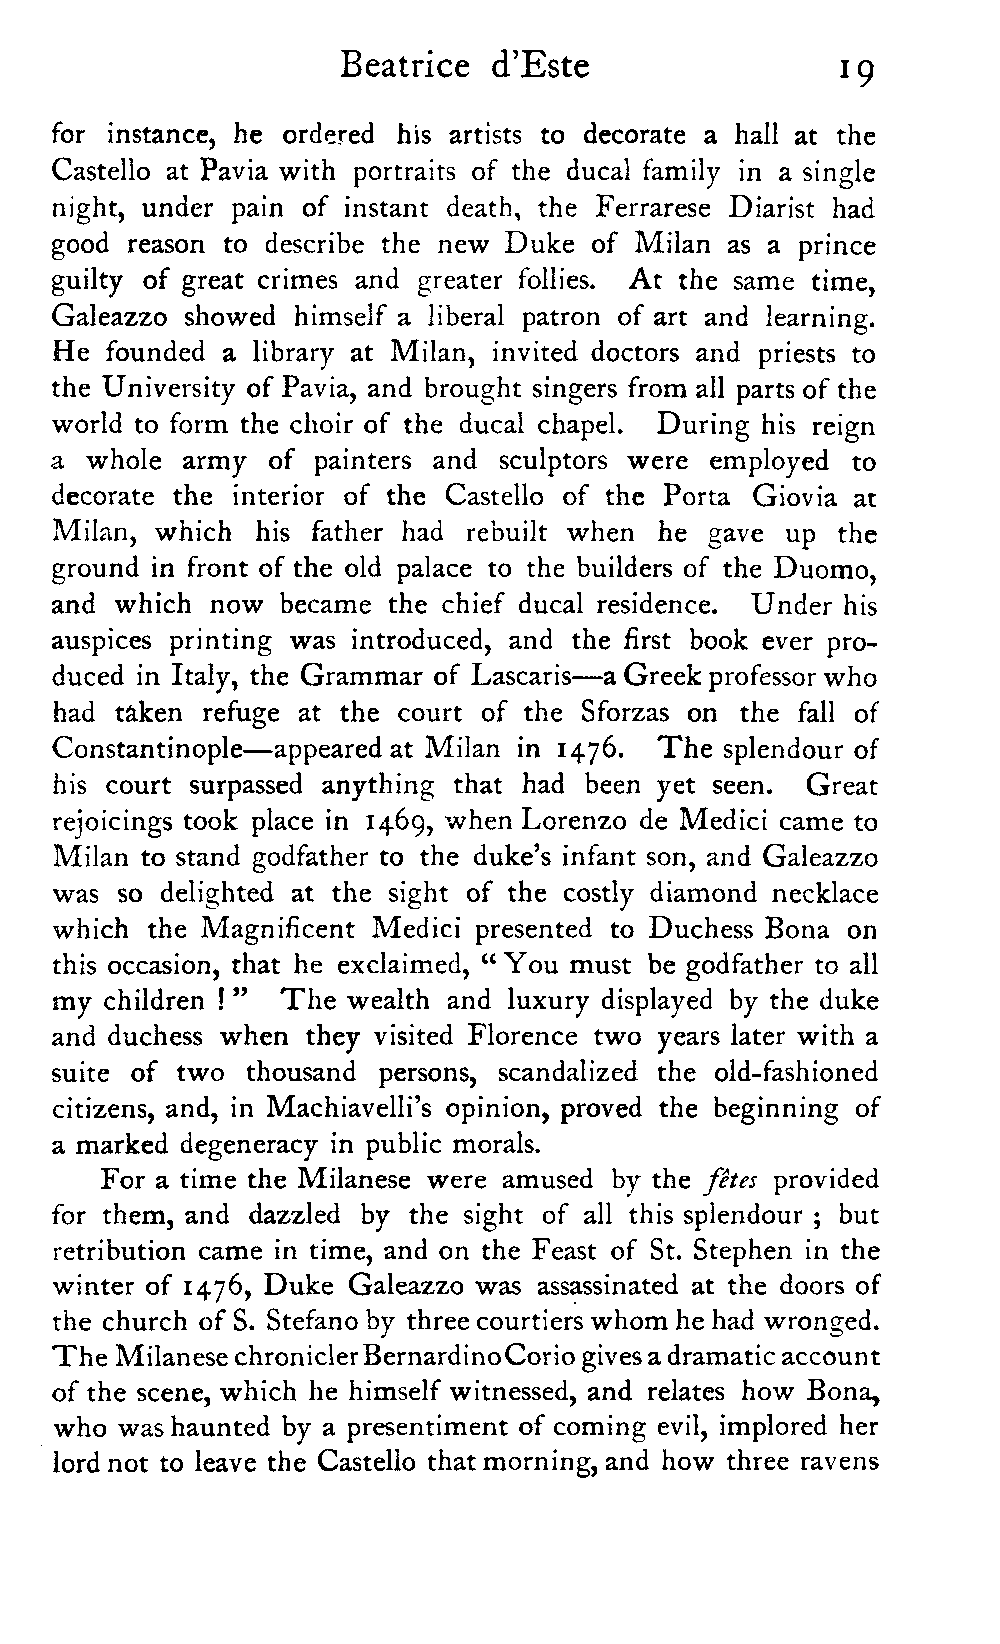 Beatrice d'Este 19
for instance, he ordered his artists to decorate a hall at the
Castello at Pavia with portraits of the ducal family in a single
night, under pain of instant death, the Ferrarese Diarist had
good reason to describe the new Duke of Milan as a prince
guilty of great crimes and greater follies. At the same time,
Galeazzo showed himself a liberal patron of art and learning.
He founded a library at Milan, invited doctors and priests to
the University of Pavia, and brought singers from all parts of the
world to form the choir of the ducal chapel. During his reign
a whole army of painters and sculptors were employed to
decorate the interior of the Castello of the Porta Giovia at
Milan, which his father had rebuilt when he gave up the
ground in front of the old palace to the builders of the Duomo,
and which now became the chief ducal residence. Under his
auspices printing was introduced, and the first book ever pro-
duced in Italy, the Grammar of Lascaris—a Greek professor who
had taken refuge at the court of the Sforzas on the fall of
Constantinople—appeared at Milan in 1476. The splendour of
his court surpassed anything that had been yet seen. Great
rejoicings took place in 1469, when Lorenzo de Medici came to
Milan to stand godfather to the duke's infant son, and Galeazzo
was so delighted at the sight of the costly diamond necklace
which the Magnificent Medici presented to Duchess Bona on
this occasion, that he exclaimed, “You must be godfather to all
my children !” The wealth and luxury displayed by the duke
and duchess when they visited Florence two years later with a
suite of two thousand persons, scandalized the old-fashioned
citizens, and, in Machiavelli's opinion, proved the beginning of
a marked degeneracy in public morals.
For a time the Milanese were amused by the fêtes provided
for them, and dazzled by the sight of all this splendour ; but
retribution came in time, and on the Feast of St. Stephen in the
winter of 1476, Duke Galeazzo was assassinated at the doors of
the church of S. Stefano by three courtiers whom he had wronged.
The Milanese chronicler Bernardino Corio gives a dramatic account
of the scene, which he himself witnessed, and relates how Bona,
who was haunted by a presentiment of coming evil, implored her
lord not to leave the Castello that morning, and how three ravens